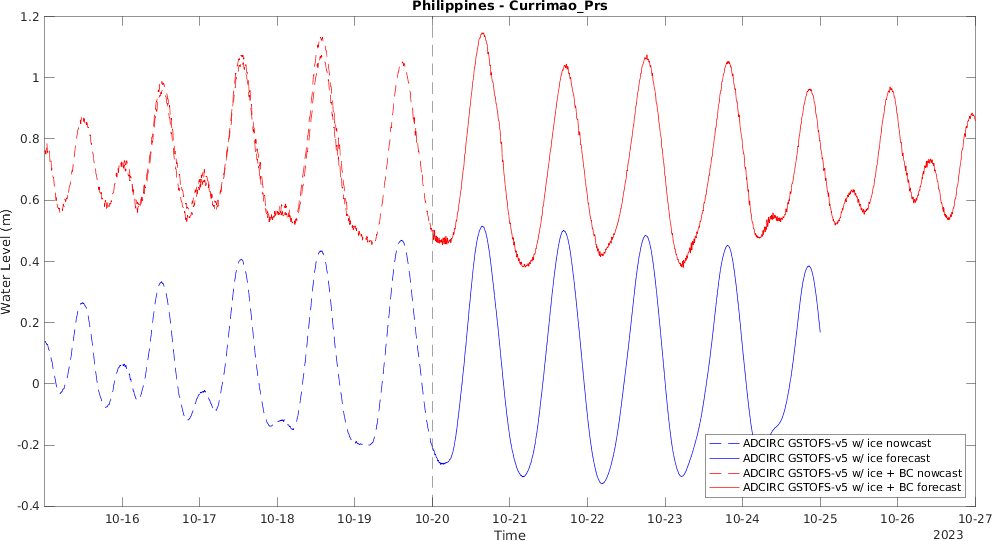 Philippines - Currimao_Prs
1.2
1
0.8
0.6
0.4
0.2
0
-0.2
-0.4
Water Level (m)
ADCIRC GSTOFS-v5 w/ ice nowcast
ADCIRC GSTOFS-v5 w/ ice forecast
ADCIRC GSTOFS-v5 w/ ice + BC nowcast
ADCIRC GSTOFS-v5 w/ ice + BC forecast
10-16 10-17 10-18 10-19 10-20 10-21 10-22 10-23 10-24 10-25 10-26 10-27
Time
2023